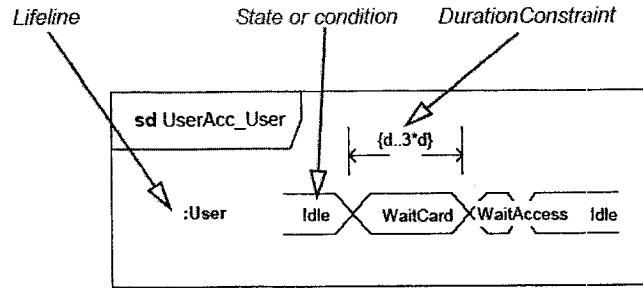 Lifeline State or condition DurationConstraint
sd UserAcc_User
{d..3*d}
:User Idle WaitCard WaitAccess Idle